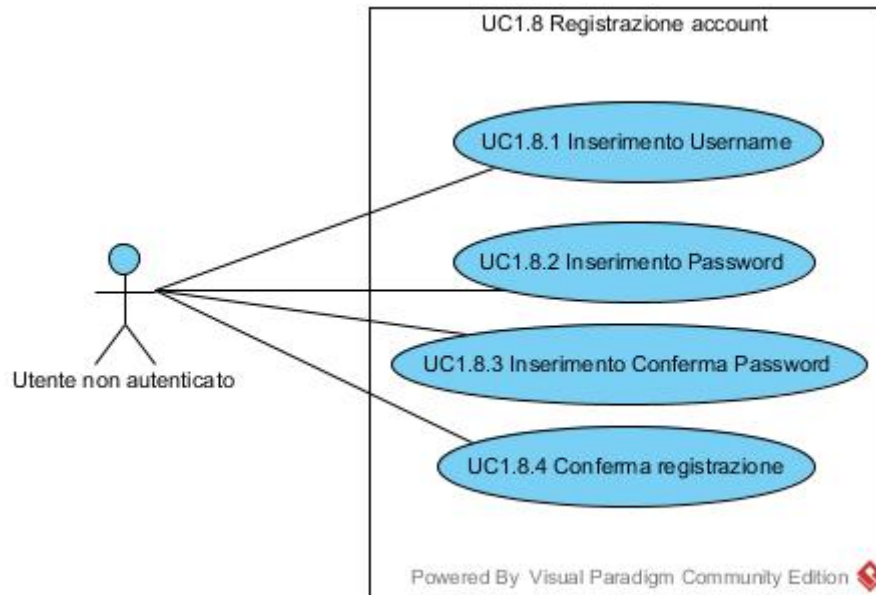 UC1.8 Registrazione account
UC1.8.1 Inserimento Username
UC1.8.2 Inserimento Password
UC1.8.3 Inserimento Conferma Password
Utente non autenticato
UC1.8.4 Conferma registrazione
Powered By Visual Paradigm Community Edition